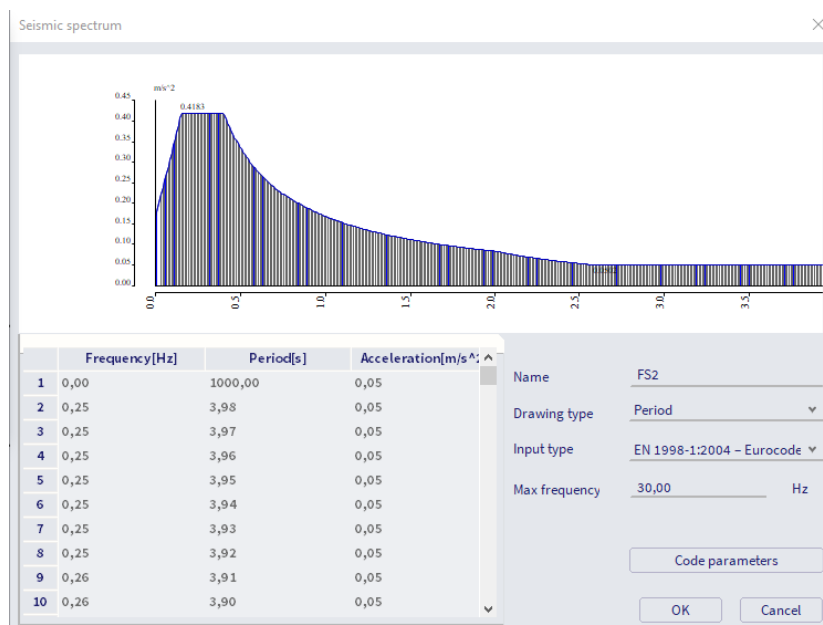 Seismic spectrum
m/s^2
0.45
0.4183
0.40
0.35
0.30
0.25
0.20
0.15
0.10
0.05
0.0502
0.00
0.0 0.5 1.0 1.5 2.0 2.5 3.0 3.5
Frequency[Hz] Period[s] Acceleration[m/s^2
1 0,00 1000,00 0,05
2 0,25 3,98 0,05
3 0,25 3,97 0,05
4 0,25 3,96 0,05
5 0,25 3,95 0,05
6 0,25 3,94 0,05
7 0,25 3,93 0,05
8 0,25 3,92 0,05
9 0,26 3,91 0,05
10 0,26 3,90 0,05
Name FS2
Drawing type Period
Input type EN 1998-1:2004 – Eurocode
Max frequency 30,00 Hz
Code parameters
OK Cancel